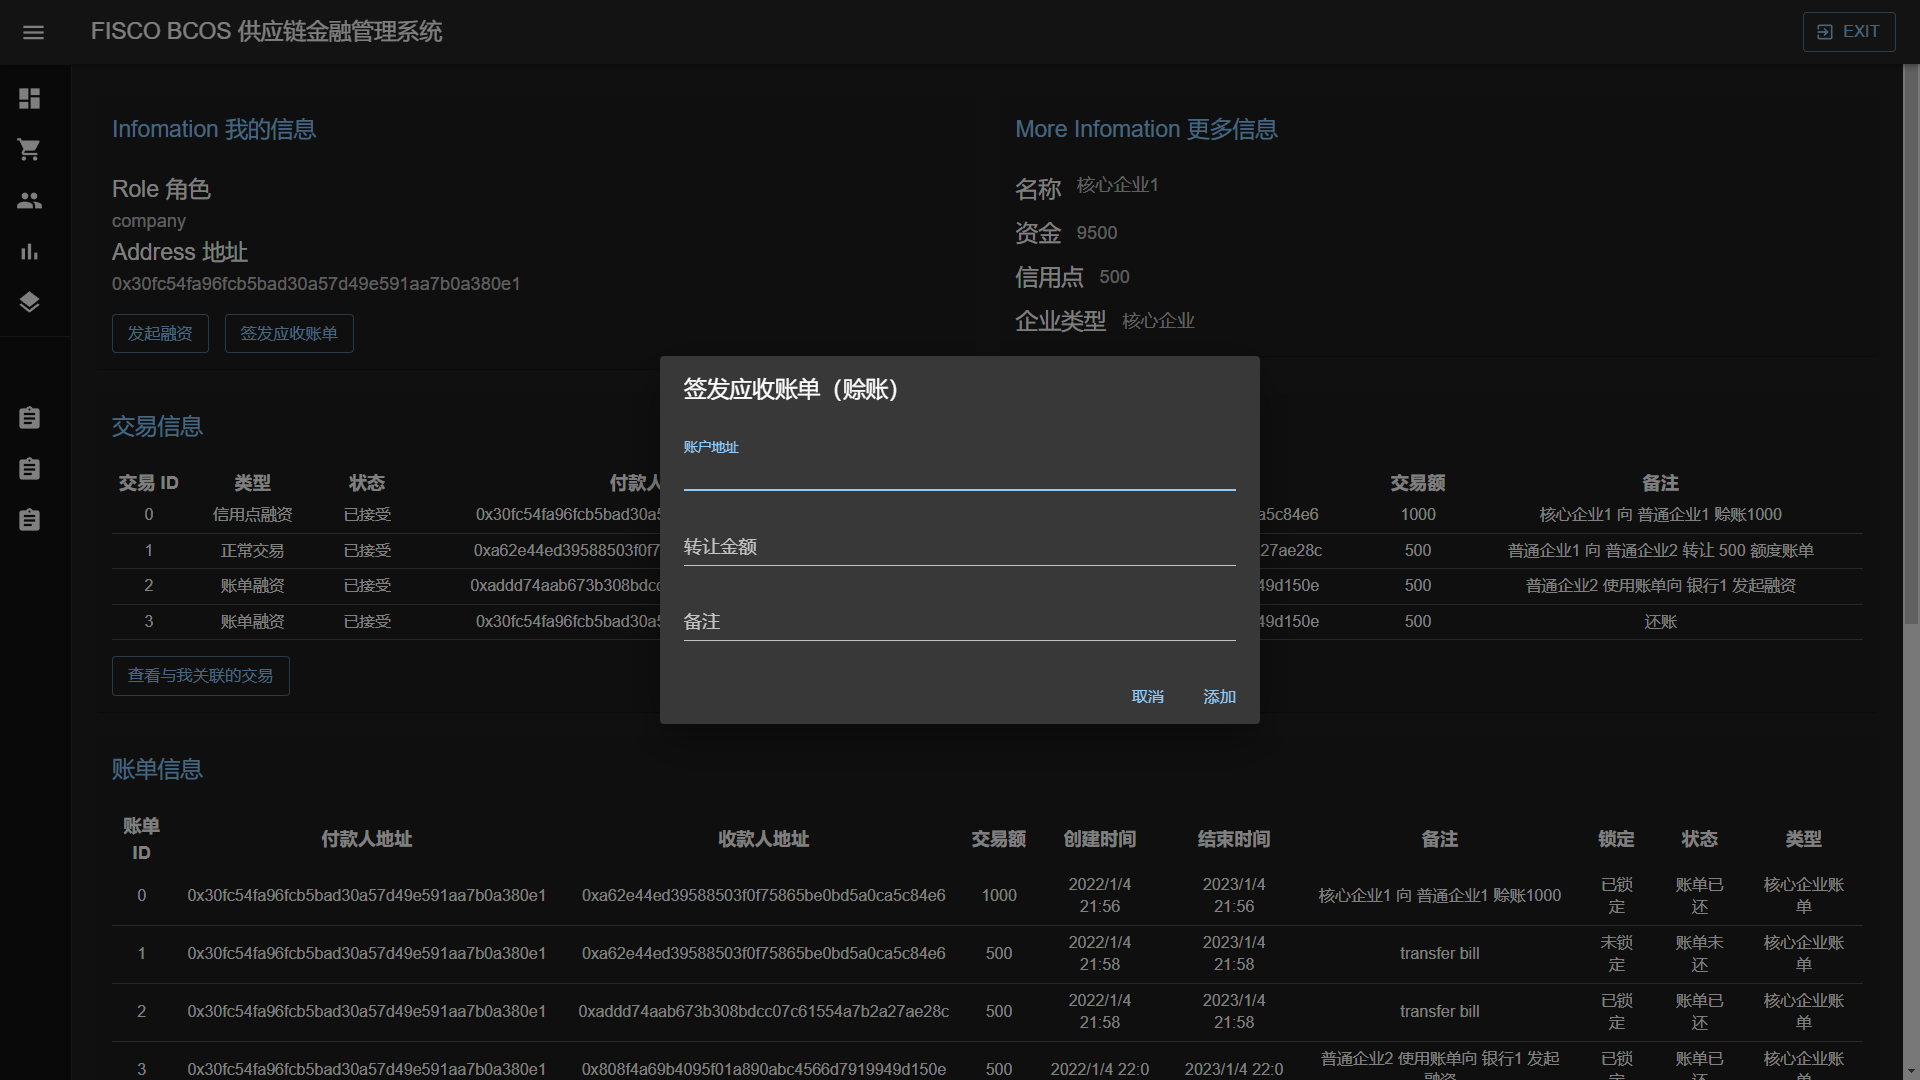 FISCO BCOS 供应链金融管理系统
EXIT
Infomation 我的信息
Role 角色
company
Address 地址
0x30fc54fa96fcb5bad30a57d49e591aa7b0a380e1
发起融资 签发应收账单
More Infomation 更多信息
名称 核心企业1
资金 9500
信用点 500
企业类型 核心企业
签发应收账单（赊账）
账户地址
转让金额
备注
取消 添加
交易信息
交易 ID 类型 状态 付款人 交易额 备注
0 信用点融资 已接受 0x30fc54fa96fcb5bad30a5 a5c84e6 1000 核心企业1 向 普通企业1 赊账1000
1 正常交易 已接受 0xa62e44ed39588503f0f7 27ae28c 500 普通企业1 向 普通企业2 转让 500 额度账单
2 账单融资 已接受 0xaddd74aab673b308bdcc 49d150e 500 普通企业2 使用账单向 银行1 发起融资
3 账单融资 已接受 0x30fc54fa96fcb5bad30a5 49d150e 500 还账
查看与我关联的交易
账单信息
账单 ID 付款人地址 收款人地址 交易额 创建时间 结束时间 备注 锁定 状态 类型
0 0x30fc54fa96fcb5bad30a57d49e591aa7b0a380e1 0xa62e44ed39588503f0f75865be0bd5a0ca5c84e6 1000 2022/1/4 21:56 2023/1/4 21:56 核心企业1 向 普通企业1 赊账1000 已锁定 账单已还 核心企业账单
1 0x30fc54fa96fcb5bad30a57d49e591aa7b0a380e1 0xa62e44ed39588503f0f75865be0bd5a0ca5c84e6 500 2022/1/4 21:58 2023/1/4 21:58 transfer bill 未锁定 账单未还 核心企业账单
2 0x30fc54fa96fcb5bad30a57d49e591aa7b0a380e1 0xaddd74aab673b308bdcc07c61554a7b2a27ae28c 500 2022/1/4 21:58 2023/1/4 21:58 transfer bill 已锁定 账单已还 核心企业账单
3 0x30fc54fa96fcb5bad30a57d49e591aa7b0a380e1 0x808f4a69b4095f01a890abc4566d7919949d150e 500 2022/1/4 22:0 2023/1/4 22:0 普通企业2 使用账单向 银行1 发起融资 已锁定 账单已还 核心企业账单